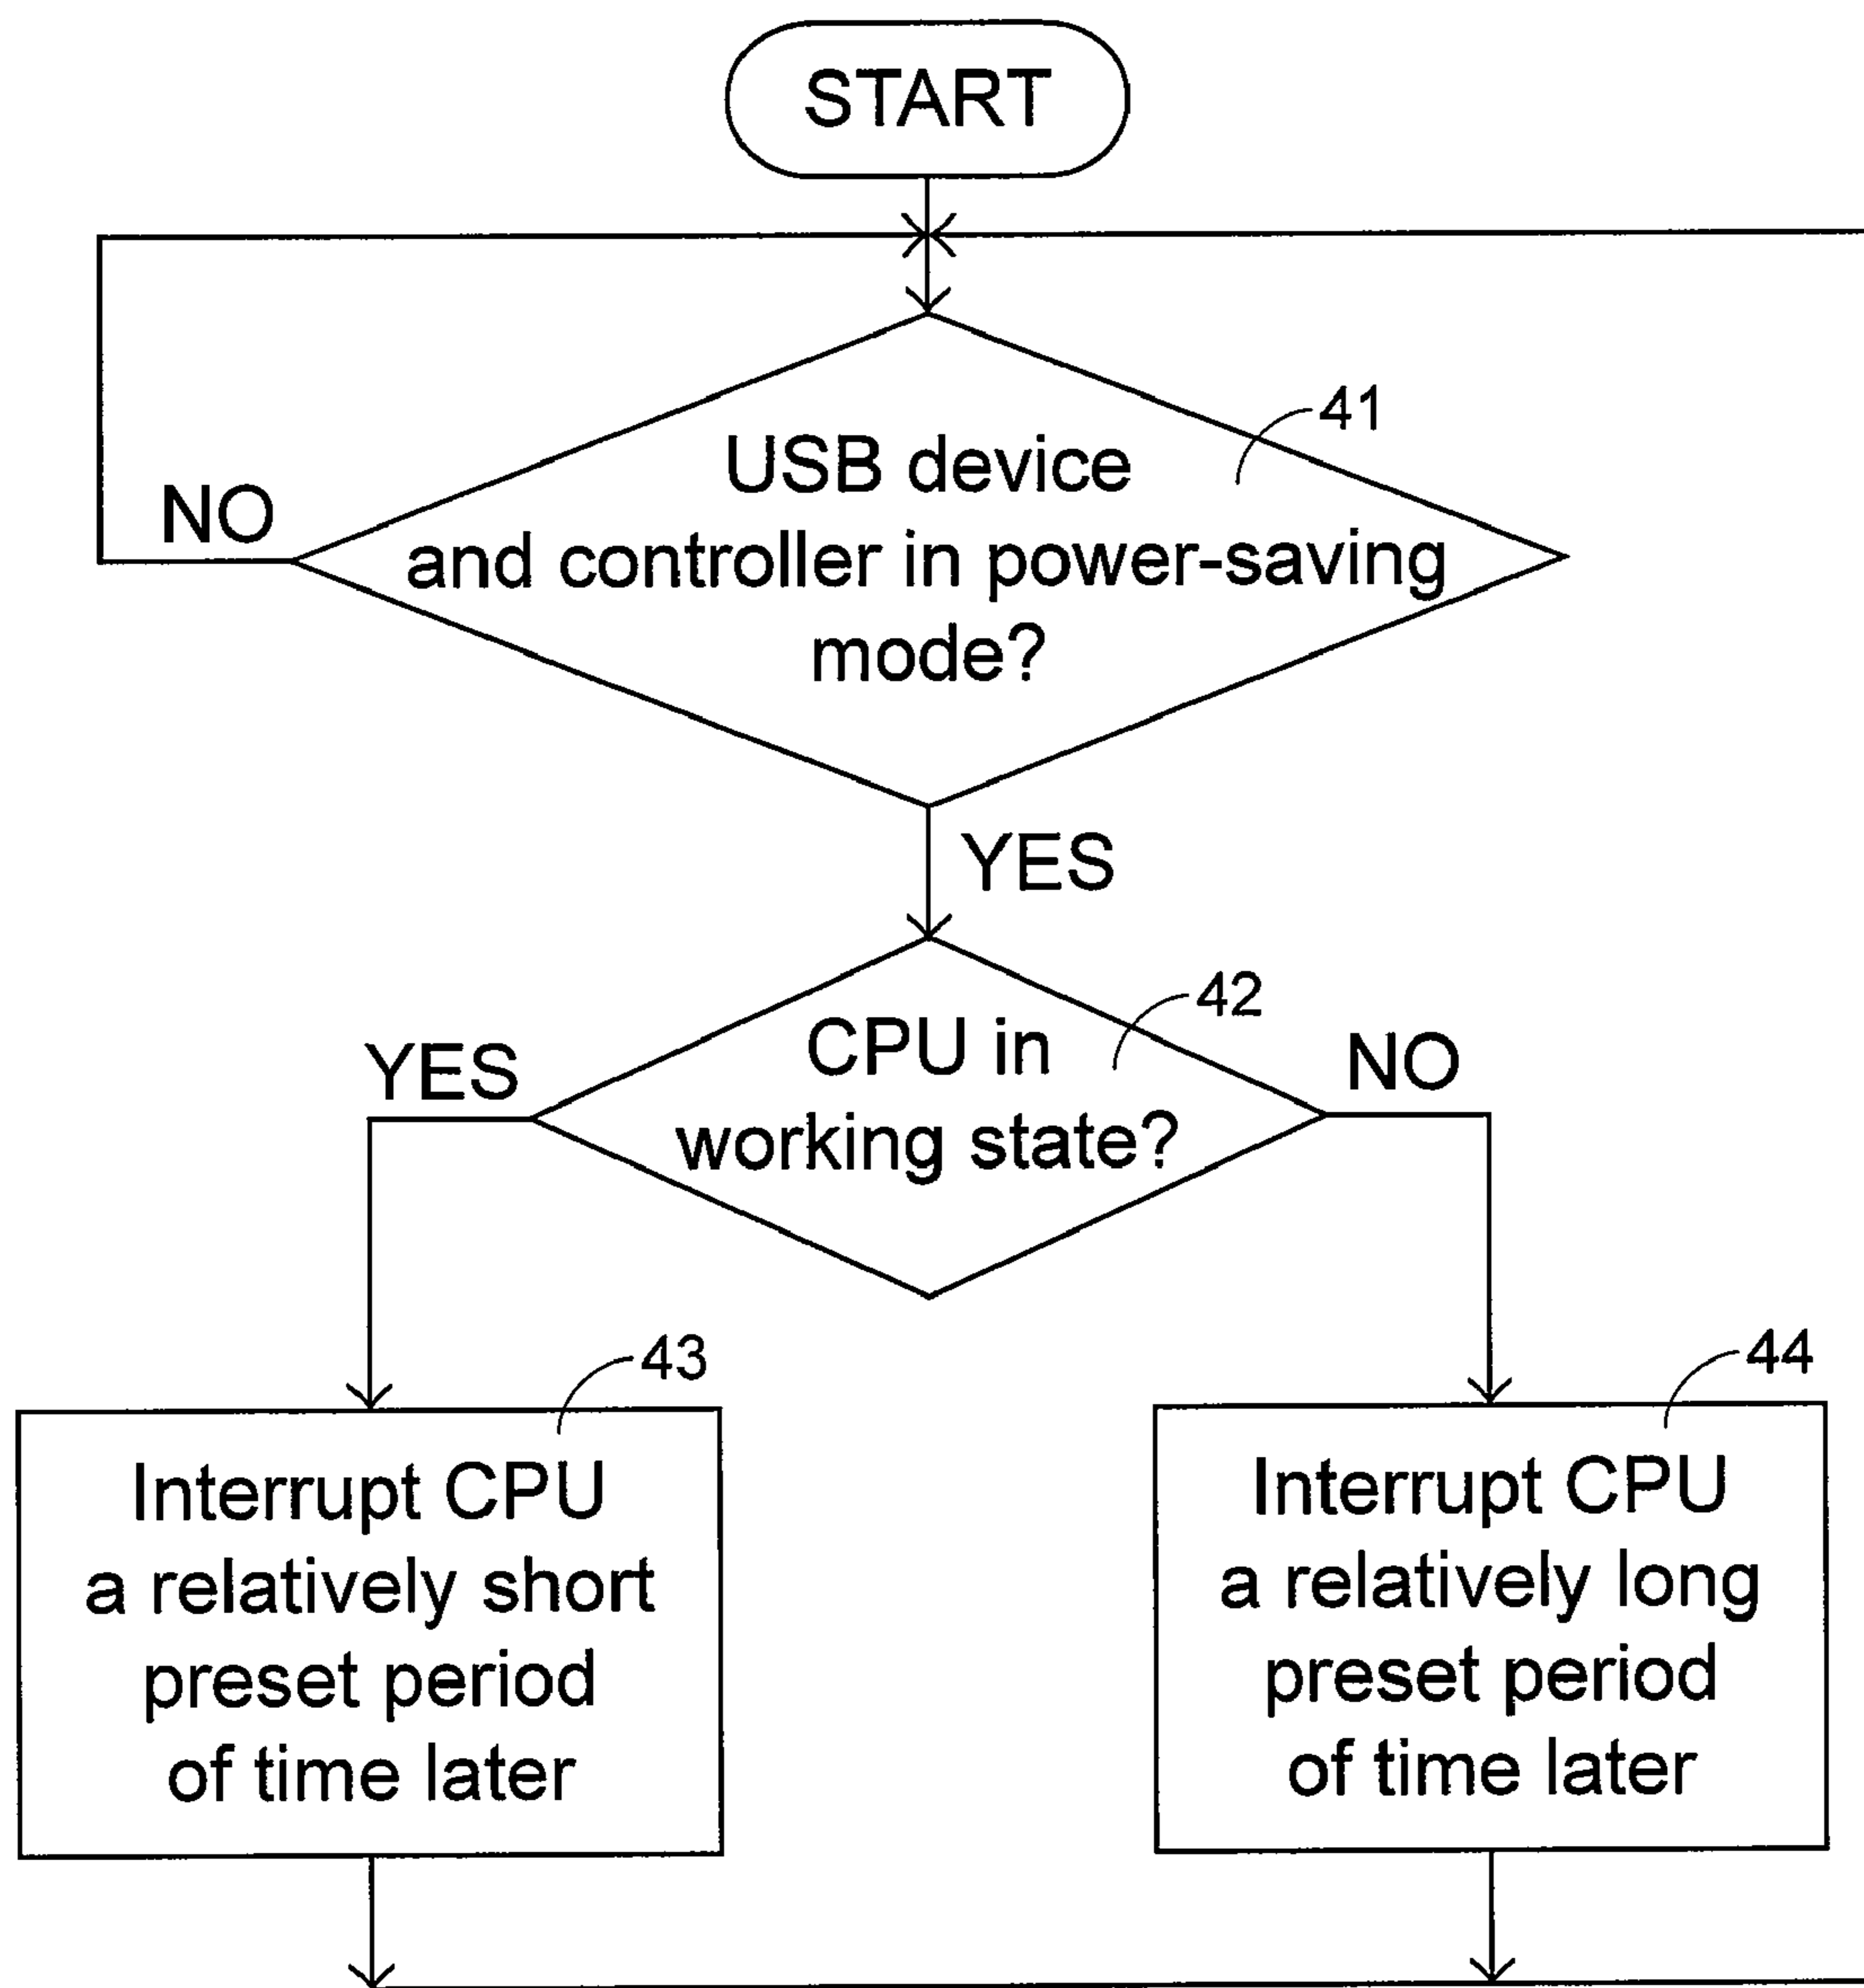 START
41
USB device
and controller in power-saving
mode?
NO
YES
42
CPU in
working state?
YES
NO
43
Interrupt CPU
a relatively short
preset period
of time later
44
Interrupt CPU
a relatively long
preset period
of time later